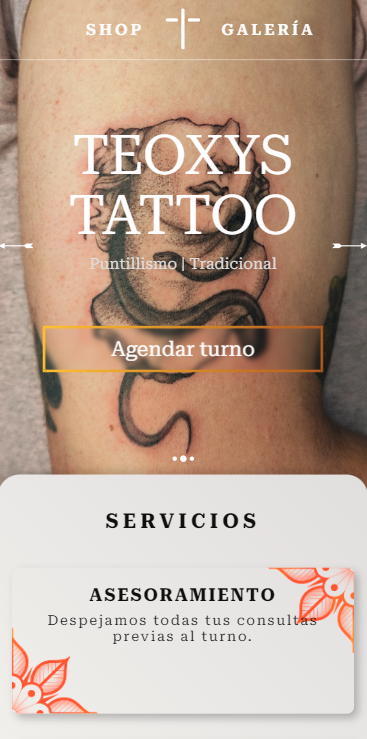 SHOP GALERÍA
TEOXYS
TATTOO
Puntillismo | Tradicional
Agendar turno
SERVICIOS
ASESORAMIENTO
Despejamos todas tus consultas
previas al turno.